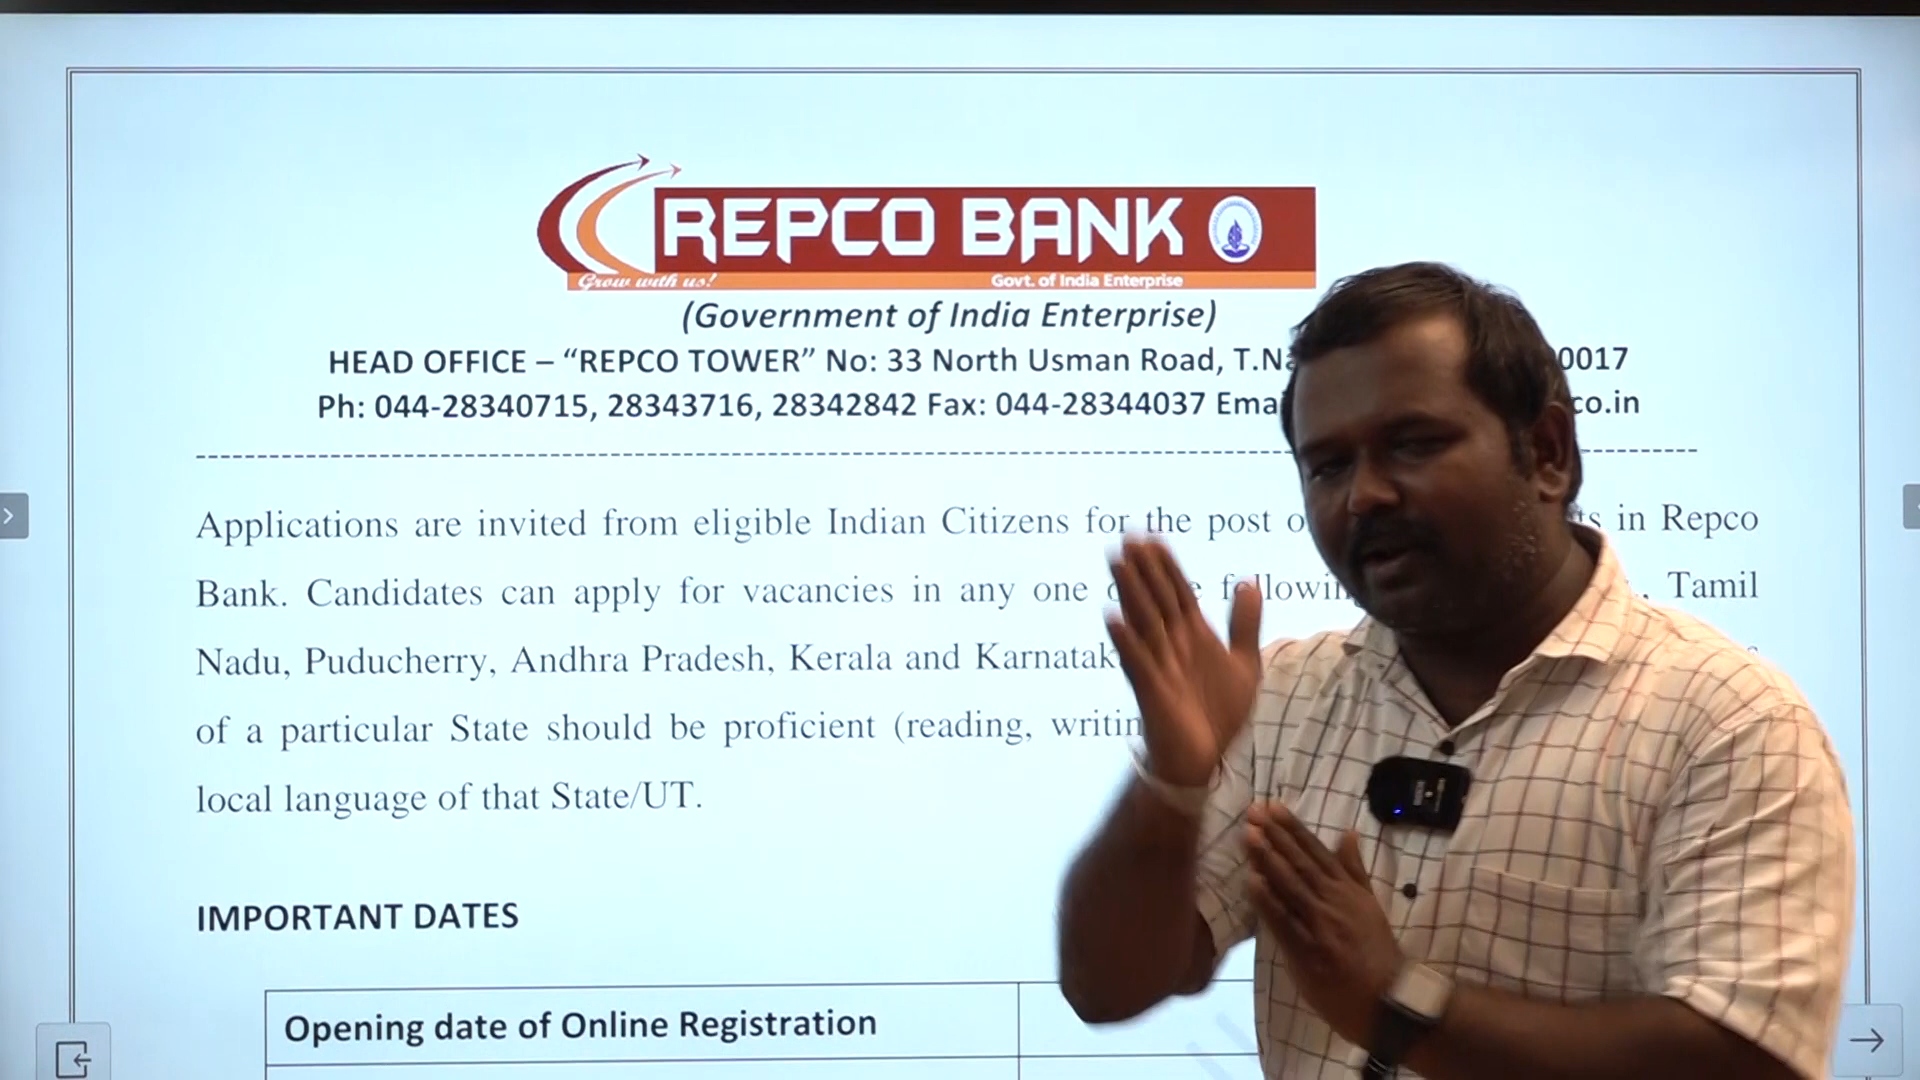 REPCO BANK
Grow with us! Govt. of India Enterprise
(Government of India Enterprise)
HEAD OFFICE – “REPCO TOWER” No: 33 North Usman Road, T.Na 0017
Ph: 044-28340715, 28343716, 28342842 Fax: 044-28344037 Emai co.in
Applications are invited from eligible Indian Citizens for the post o ts in Repco
Bank. Candidates can apply for vacancies in any one followin Tamil
Nadu, Puducherry, Andhra Pradesh, Kerala and Karnatak
of a particular State should be proficient (reading, writin
local language of that State/UT.
IMPORTANT DATES
Opening date of Online Registration